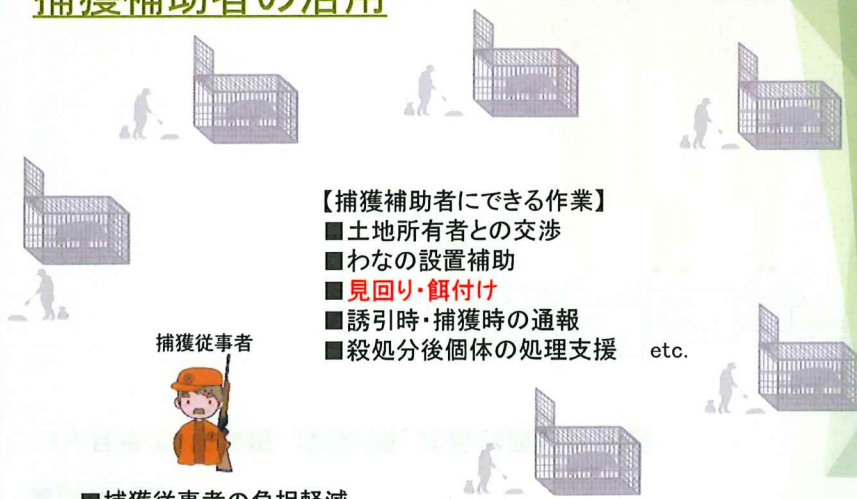 捕獲補助者の活用
【捕獲補助者にできる作業】
■土地所有者との交渉
■わなの設置補助
■見回り・餌付け
■誘引時・捕獲時の通報
■殺処分後個体の処理支援　etc.
捕獲従事者
■捕獲従事者の負担軽減